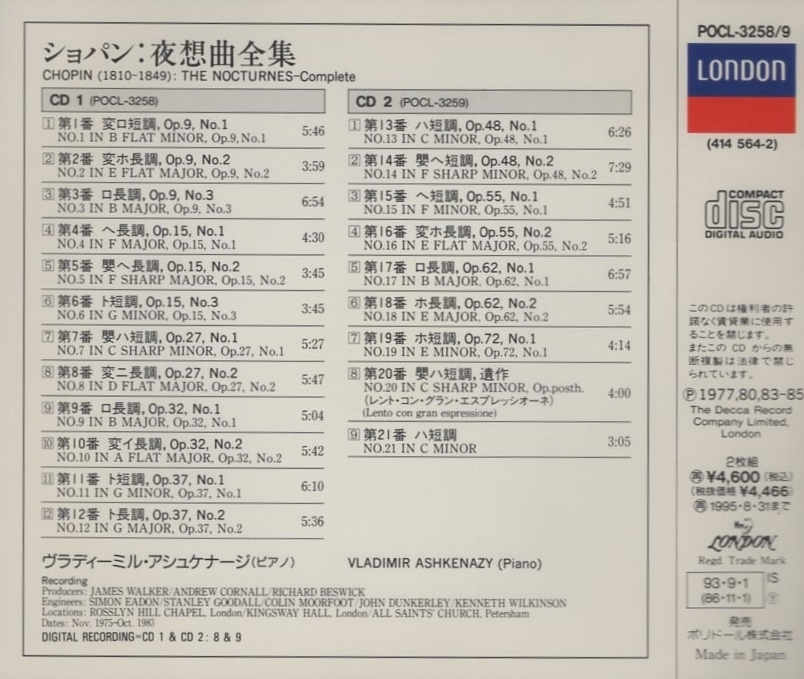 ショパン:夜想曲全集
CHOPIN (1810-1849): THE NOCTURNES-Complete
CD 1 (POCL-3258)
1 第1番 変ロ短調, Op.9, No.1
NO.1 IN B FLAT MINOR, Op.9, No.1 5:46
2 第2番 変ホ長調, Op.9, No.2
NO.2 IN E FLAT MAJOR, Op.9, No.2 3:59
3 第3番 ロ長調, Op.9, No.3
NO.3 IN B MAJOR, Op.9, No.3 6:54
4 第4番 ヘ長調, Op.15, No.1
NO.4 IN F MAJOR, Op.15, No.1 4:30
5 第5番 嬰ヘ長調, Op.15, No.2
NO.5 IN F SHARP MAJOR, Op.15, No.2 3:45
6 第6番 ト短調, Op.15, No.3
NO.6 IN G MINOR, Op.15, No.3 3:45
7 第7番 嬰ハ短調, Op.27, No.1
NO.7 IN C SHARP MINOR, Op.27, No.1 5:27
8 第8番 変ニ長調, Op.27, No.2
NO.8 IN D FLAT MAJOR, Op.27, No.2 5:47
9 第9番 ロ長調, Op.32, No.1
NO.9 IN B MAJOR, Op.32, No.1 5:04
10 第10番 変イ長調, Op.32, No.2
NO.10 IN A FLAT MAJOR, Op.32, No.2 5:42
11 第11番 ト短調, Op.37, No.1
NO.11 IN G MINOR, Op.37, No.1 6:10
12 第12番 ト長調, Op.37, No.2
NO.12 IN G MAJOR, Op.37, No.2 5:36
CD 2 (POCL-3259)
1 第13番 ハ短調, Op.48, No.1
NO.13 IN C MINOR, Op.48, No.1 6:26
2 第14番 嬰ヘ短調, Op.48, No.2
NO.14 IN F SHARP MINOR, Op.48, No.2 7:29
3 第15番 ヘ短調, Op.55, No.1
NO.15 IN F MINOR, Op.55, No.1 4:51
4 第16番 変ホ長調, Op.55, No.2
NO.16 IN E FLAT MAJOR, Op.55, No.2 5:16
5 第17番 ロ長調, Op.62, No.1
NO.17 IN B MAJOR, Op.62, No.1 6:57
6 第18番 ホ長調, Op.62, No.2
NO.18 IN E MAJOR, Op.62, No.2 5:54
7 第19番 ホ短調, Op.72, No.1
NO.19 IN E MINOR, Op.72, No.1 4:14
8 第20番 嬰ハ短調, 遺作
NO.20 IN C SHARP MINOR, Op.posth. 4:00
(レント・コン・グラン・エスプレッシオーネ)
(Lento con gran espressione)
9 第21番 ハ短調
NO.21 IN C MINOR 3:05
ヴラディーミル・アシュケナージ(ピアノ) VLADIMIR ASHKENAZY (Piano)
Recording
Producers: JAMES WALKER/ANDREW CORNALL/RICHARD BESWICK
Engineers: SIMON EADON/STANLEY GOODALL/COLIN MOORFOOT/JOHN DUNKERLEY/KENNETH WILKINSON
Locations: ROSSLYN HILL CHAPEL, London/KINGSWAY HALL, London/ALL SAINTS' CHURCH, Petersham
Dates: Nov. 1975-Oct. 1983
DIGITAL RECORDING=CD 1 & CD 2: 8 & 9
POCL-3258/9
LONDON
(414 564-2)
COMPACT
disc
DIGITAL AUDIO
このCDは権利者の許
諾なく賃貸業に使用す
ることを禁じます。
またこの CD からの無
断複製は法律で禁じ
られています。
Ⓟ1977,80,83-85
The Decca Record
Company Limited,
London
2枚組
㊢¥4,600 (税込)
(税抜価格 ¥4,466)
㊢1995・8・31まで
LONDON
Regd. Trade Mark
93・9・1 IS
(86・11・1) Ⓨ
発売
ポリドール株式会社
Made in Japan